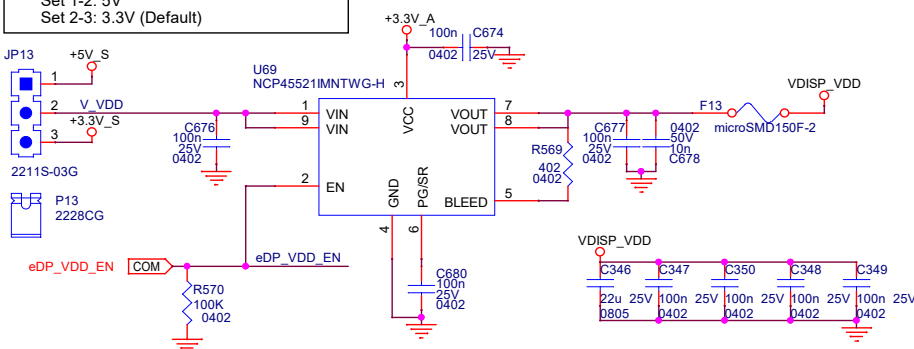 Set 1-2: 5V
Set 2-3: 3.3V (Default)
+3.3V_A
100n C674
0402 25V
JP13
+5V_S
1
2 V_VDD
+3.3V_S
3
2211S-03G
P13
2228CG
C676
100n
25V
0402
U69
NCP45521IMNTWG-H
1 VIN
9 VIN
3 VCC
2 EN
4 GND
6 PG/SR
VOUT 7
VOUT 8
BLEED 5
R569
402
0402
C677
100n
25V
0402
0402
50V
10n
C678
F13
microSMD150F-2
VDISP_VDD
eDP_VDD_EN COM eDP_VDD_EN
R570
100K
0402
C680
100n
25V
0402
VDISP_VDD
C346 C347 C350 C348 C349
22u 25V 100n 25V 100n 25V 100n 25V 100n 25V
0805 0402 0402 0402 0402